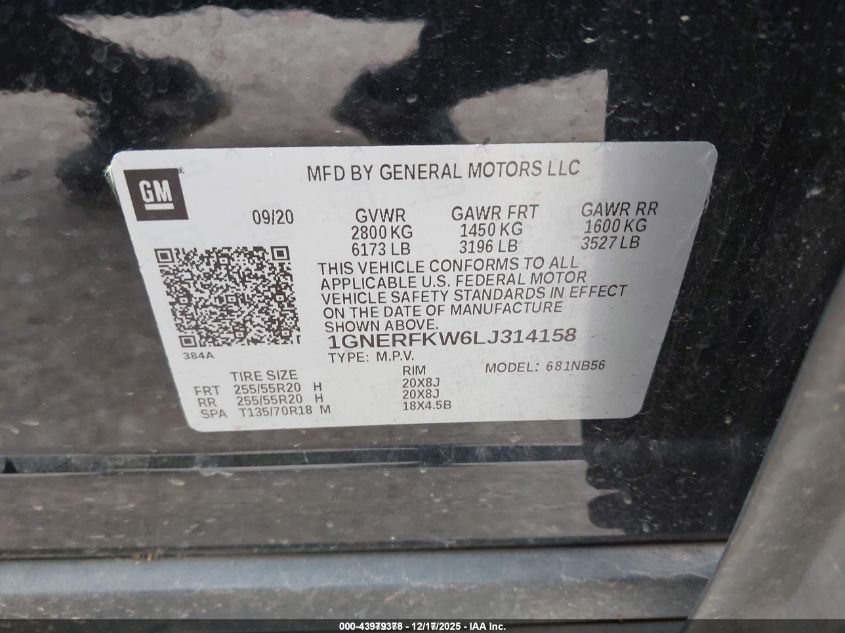 MFD BY GENERAL MOTORS LLC
GM
09/20 GVWR GAWR FRT GAWR RR
2800 KG 1450 KG 1600 KG
6173 LB 3196 LB 3527 LB
THIS VEHICLE CONFORMS TO ALL
APPLICABLE U.S. FEDERAL MOTOR
VEHICLE SAFETY STANDARDS IN EFFECT
ON THE DATE OF MANUFACTURE
SHOWN ABOVE.
1GNERFKW6LJ314158
384A
TYPE: M.P.V.
MODEL: 681NB56
TIRE SIZE RIM
FRT 255/55R20 H 20X8J
RR 255/55R20 H 20X8J
SPA T135/70R18 M 18X4.5B
000-43979378 - 12/17/2025 - IAA Inc.